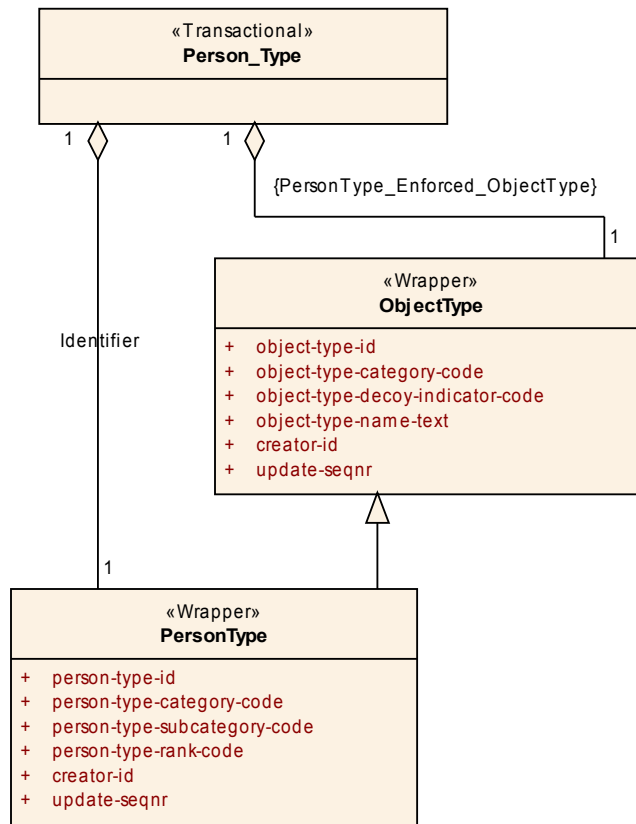 «Transactional»
Person_Type
1
1
{PersonType_Enforced_ObjectType}
1
«Wrapper»
ObjectType
+ object-type-id
+ object-type-category-code
+ object-type-decoy-indicator-code
+ object-type-name-text
+ creator-id
+ update-seqnr
Identifier
1
«Wrapper»
PersonType
+ person-type-id
+ person-type-category-code
+ person-type-subcategory-code
+ person-type-rank-code
+ creator-id
+ update-seqnr